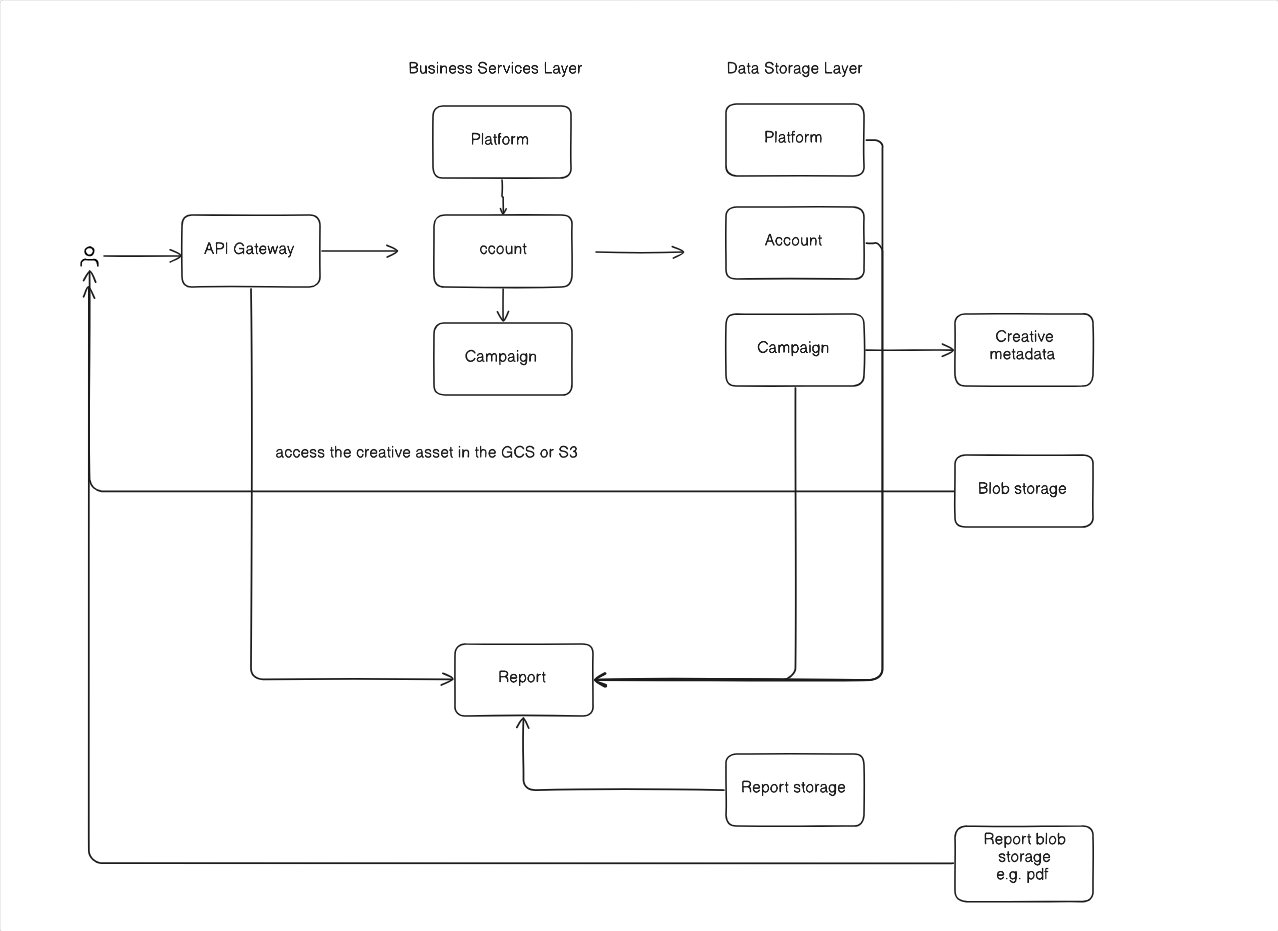 Business Services Layer
Data Storage Layer
Platform
Platform
API Gateway
ccount
Account
Campaign
Campaign
Creative
metadata
access the creative asset in the GCS or S3
Blob storage
Report
Report storage
Report blob
storage
e.g. pdf